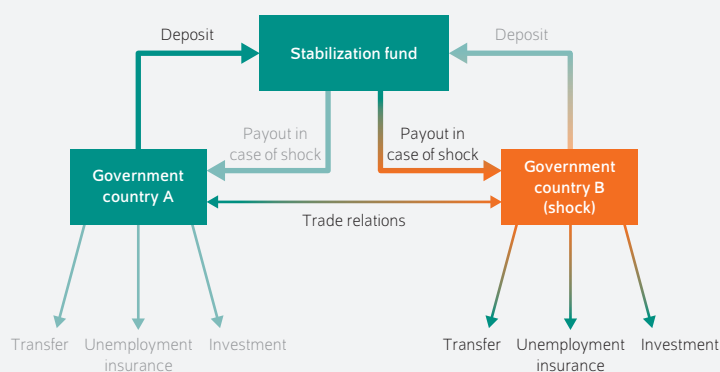 Deposit
Stabilization fund
Deposit
Payout in
case of shock
Payout in
case of shock
Government
country A
Government
country B
(shock)
Trade relations
Transfer
Unemployment
insurance
Investment
Transfer
Unemployment
insurance
Investment